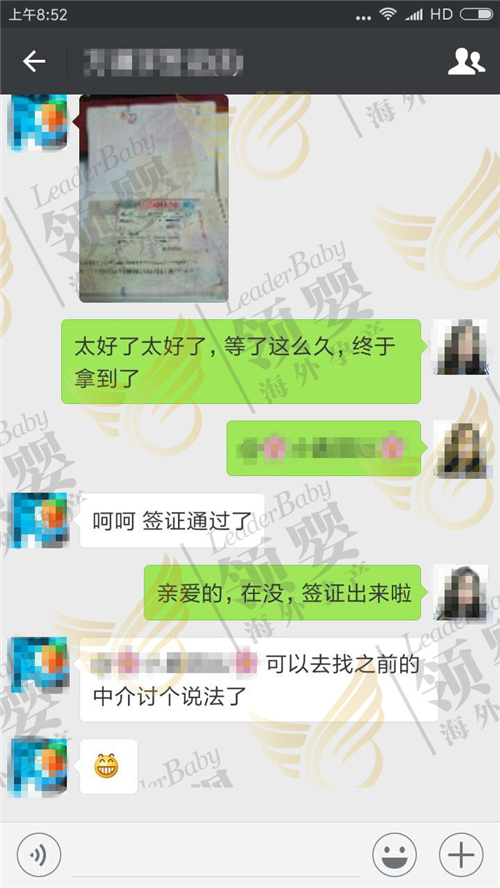 上午8:52
HD
LeaderBaby
领婴
海外孕产
太好了太好了，等了这么久，终于
拿到了
呵呵 签证通过了
亲爱的，在没，签证出来啦
可以去找之前的
中介讨个说法了